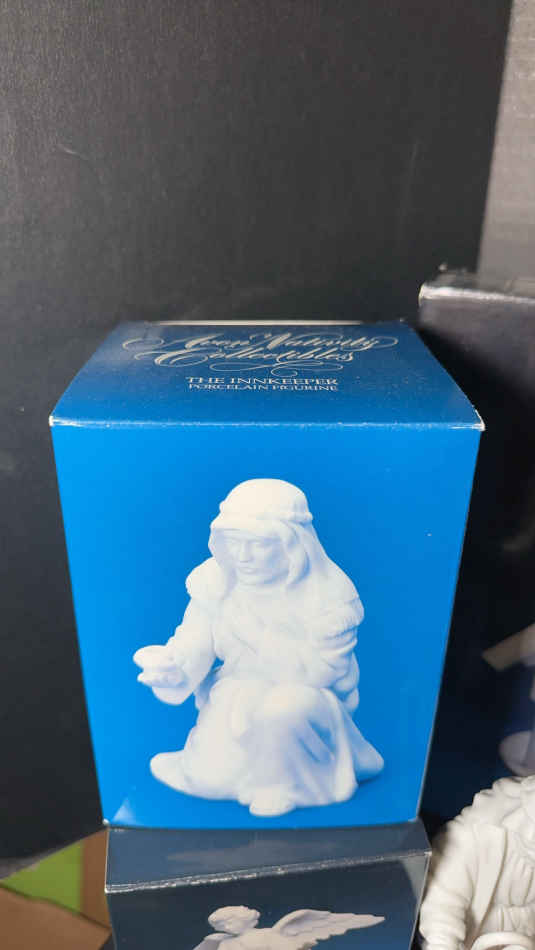 Avon Nativity
Collectibles
THE INNKEEPER
PORCELAIN FIGURINE